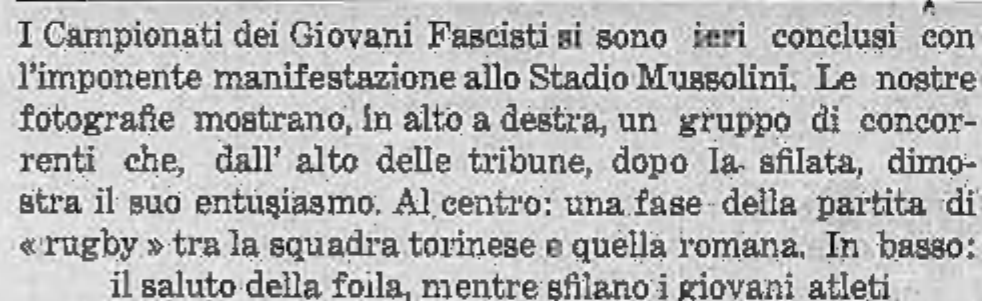 I Campionati dei Giovani Fascisti si sono ieri conclusi con
l'imponente manifestazione allo Stadio Mussolini. Le nostre
fotografie mostrano, in alto a destra, un gruppo di concor-
renti che, dall' alto delle tribune, dopo la sfilata, dimo-
stra il suo entusiasmo. Al centro: una fase della partita di
« rugby » tra la squadra torinese e quella romana. In basso:
il saluto della folla, mentre sfilano i giovani atleti